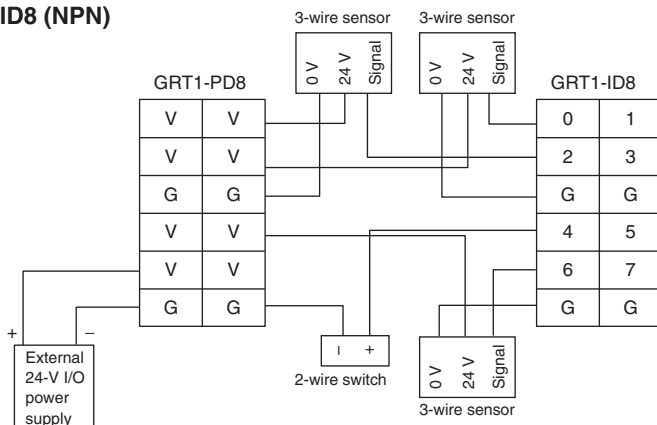 ID8 (NPN)
3-wire sensor
3-wire sensor
0 V
24 V
Signal
0 V
24 V
Signal
GRT1-PD8
GRT1-ID8
V V
V V
G G
V V
V V
G G
0 1
2 3
G G
4 5
6 7
G G
+ −
External
24-V I/O
power
supply
− +
2-wire switch
0 V
24 V
Signal
3-wire sensor